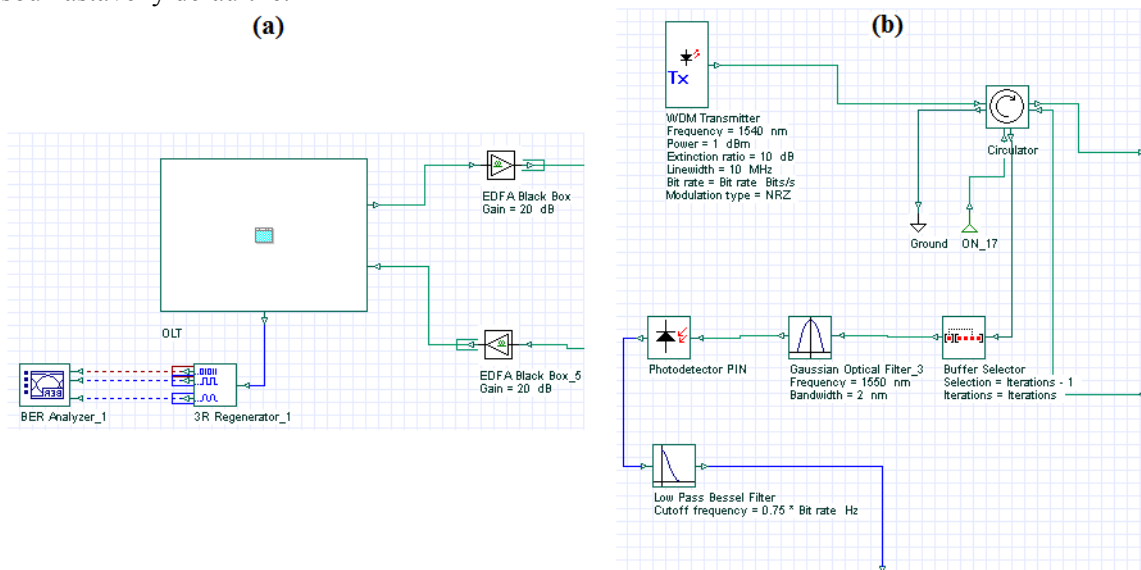 (a)
EDFA Black Box
Gain = 20 dB
OLT
EDFA Black Box_5
Gain = 20 dB
BER
BER Analyzer_1
01011
3R Regenerator_1
(b)
Tx
WDM Transmitter
Frequency = 1540 nm
Power = 1 dBm
Extinction ratio = 10 dB
Linewidth = 10 MHz
Bit rate = Bit rate Bits/s
Modulation type = NRZ
Circulator
Ground
ON_17
Photodetector PIN
Gaussian Optical Filter_3
Frequency = 1550 nm
Bandwidth = 2 nm
Buffer Selector
Selection = Iterations - 1
Iterations = Iterations
Low Pass Bessel Filter
Cutoff frequency = 0.75 * Bit rate Hz